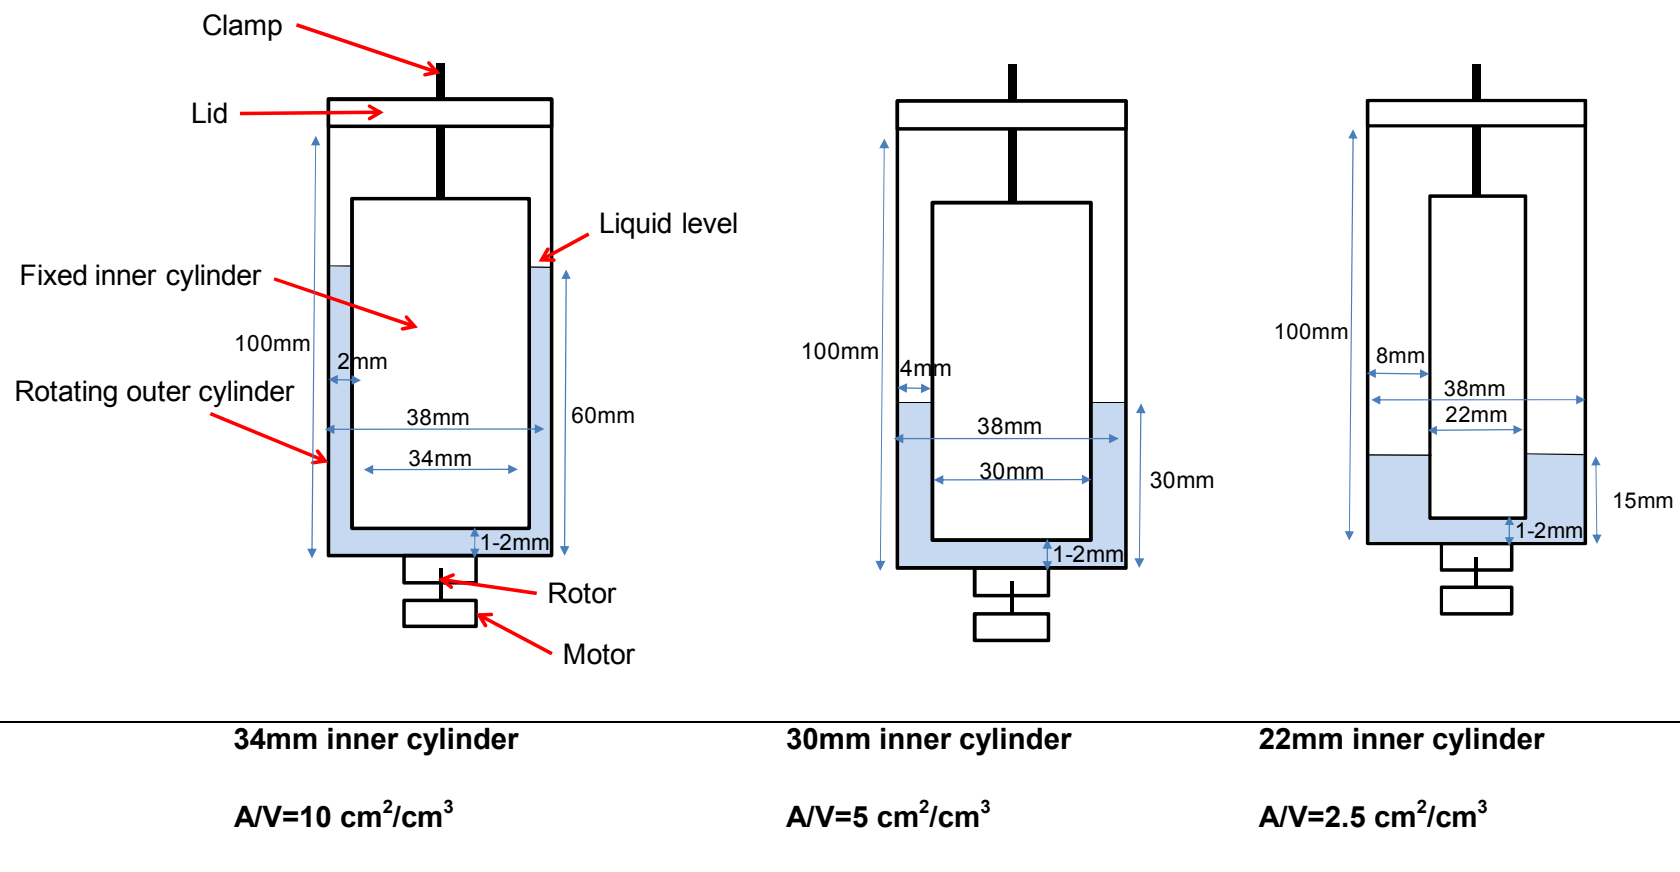 Clamp
Lid
Liquid level
Fixed inner cylinder
100mm
2mm
Rotating outer cylinder
38mm
60mm
34mm
1-2mm
Rotor
Motor
100mm
4mm
38mm
30mm
30mm
1-2mm
100mm
8mm
38mm
22mm
15mm
1-2mm
34mm inner cylinder
30mm inner cylinder
22mm inner cylinder
A/V=10 cm²/cm³
A/V=5 cm²/cm³
A/V=2.5 cm²/cm³